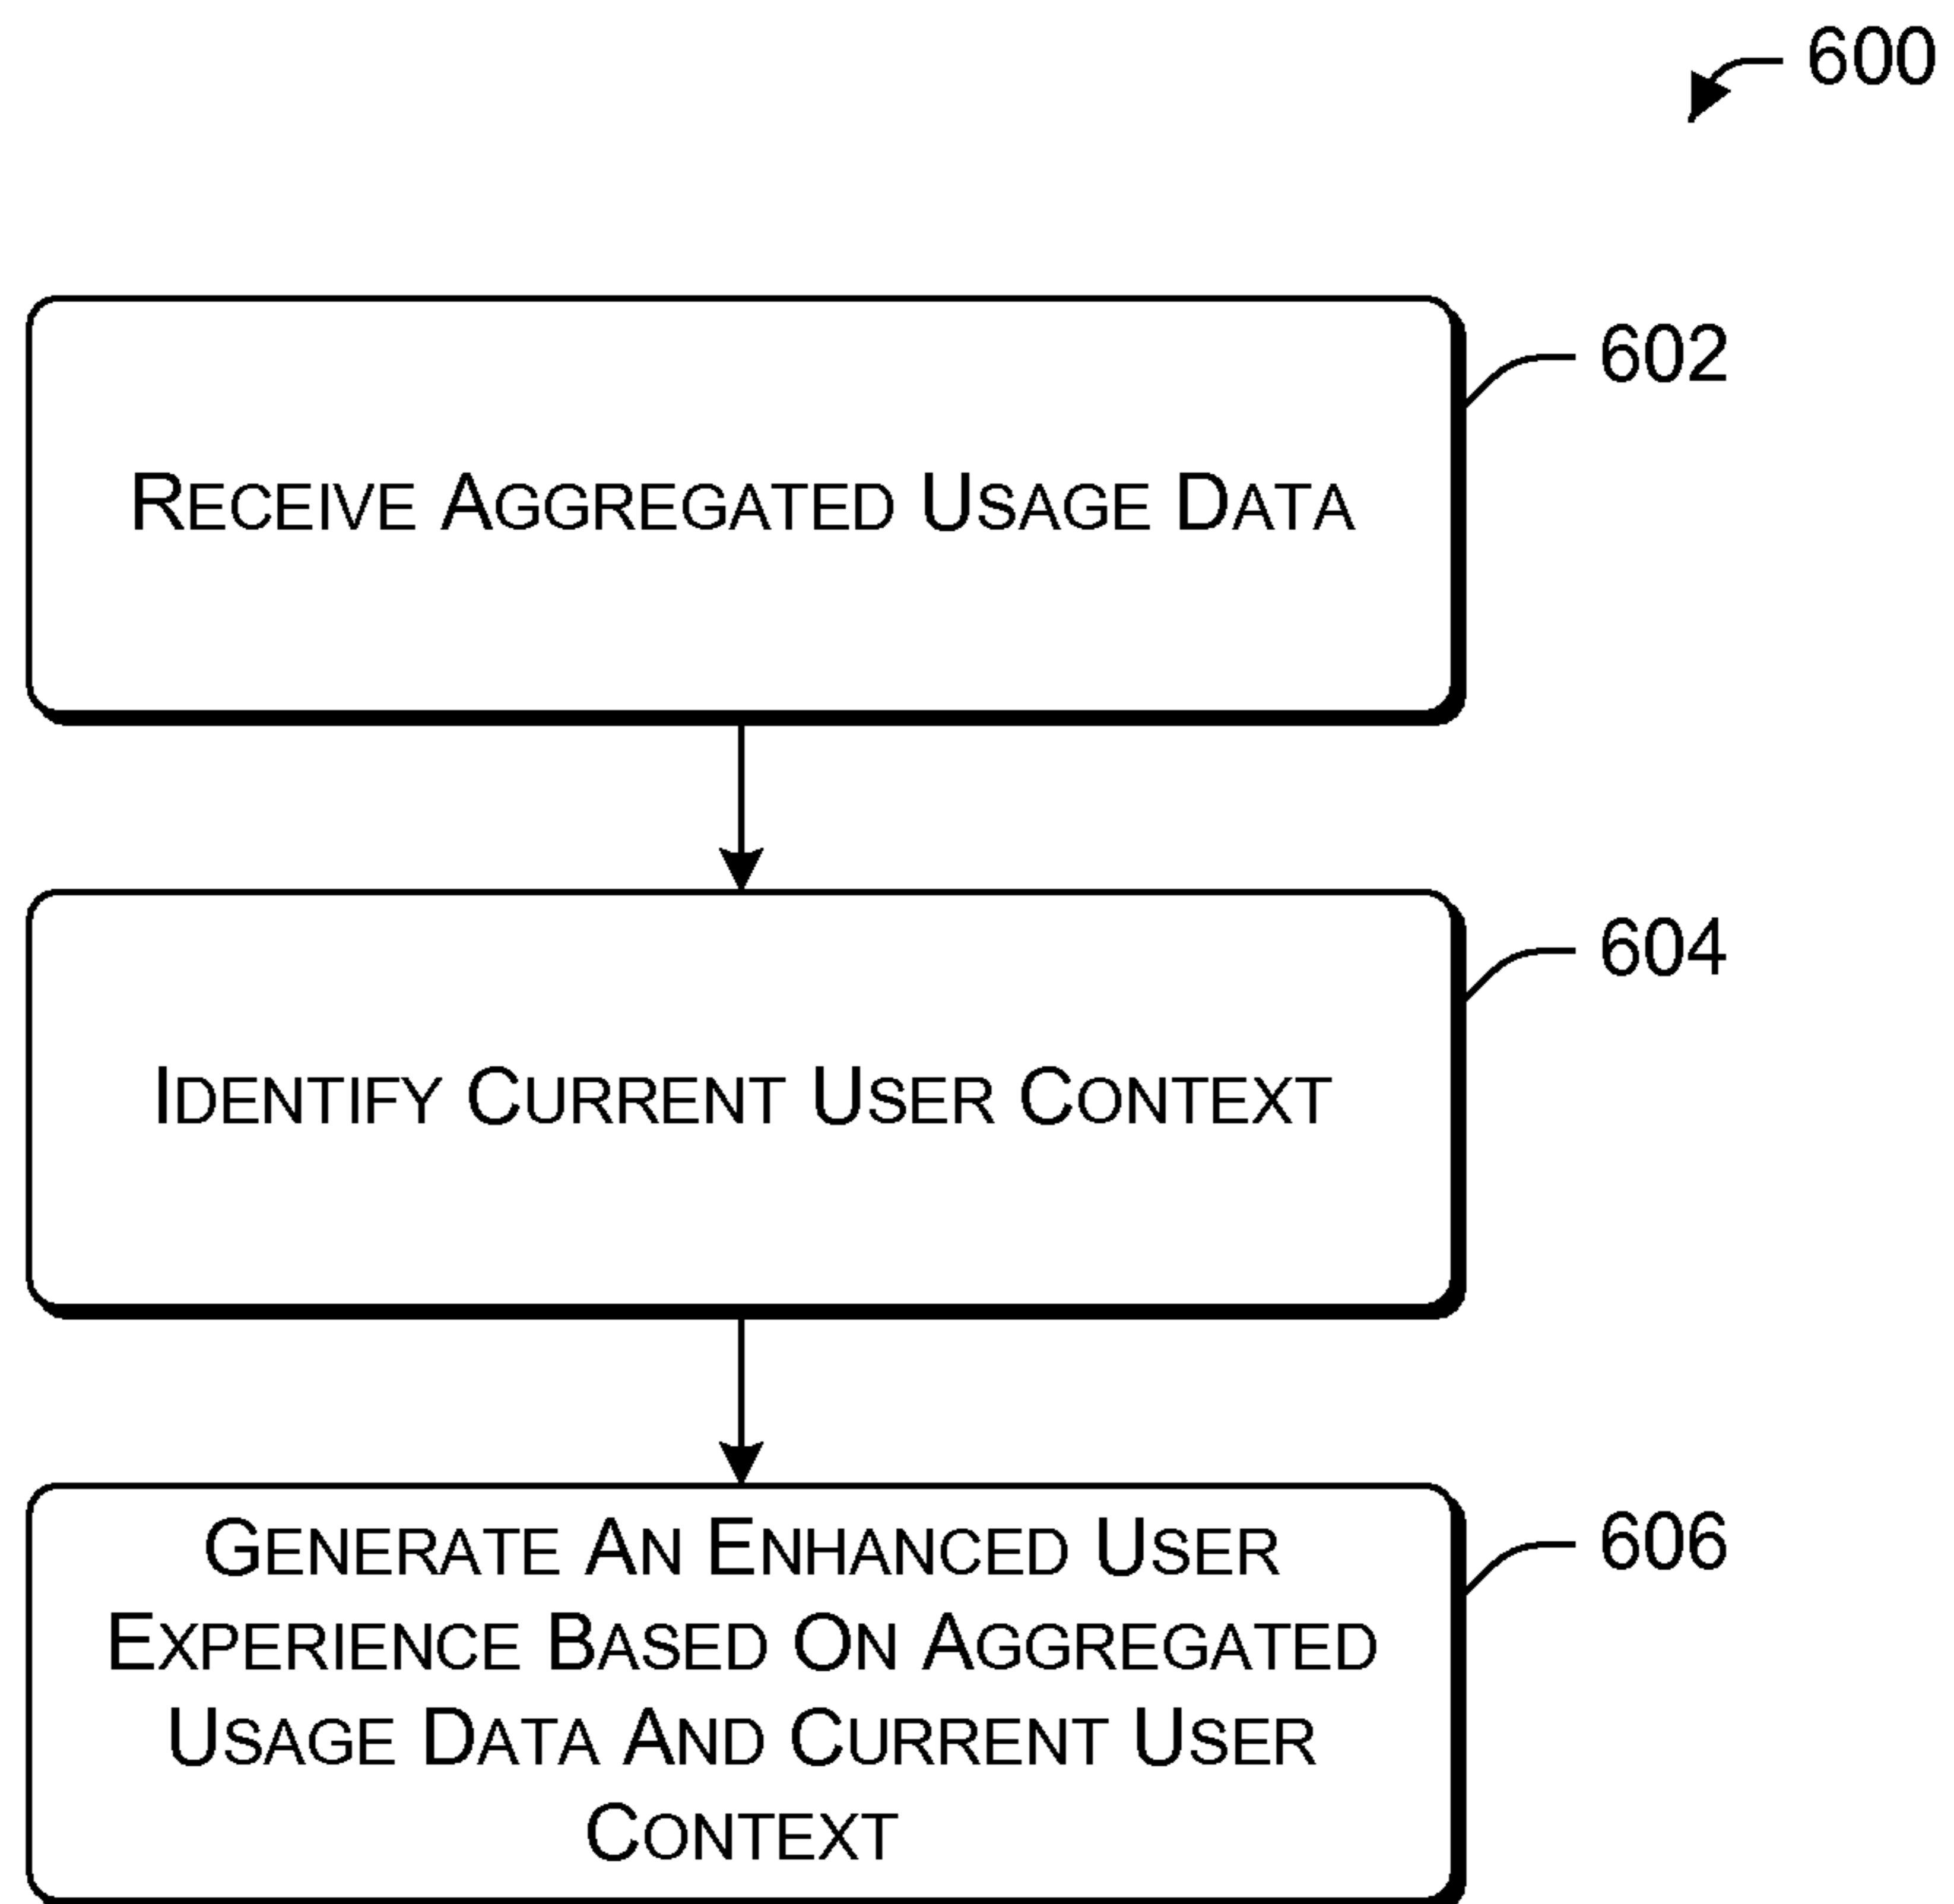 600
RECEIVE AGGREGATED USAGE DATA
602
IDENTIFY CURRENT USER CONTEXT
604
GENERATE AN ENHANCED USER
EXPERIENCE BASED ON AGGREGATED
USAGE DATA AND CURRENT USER
CONTEXT
606